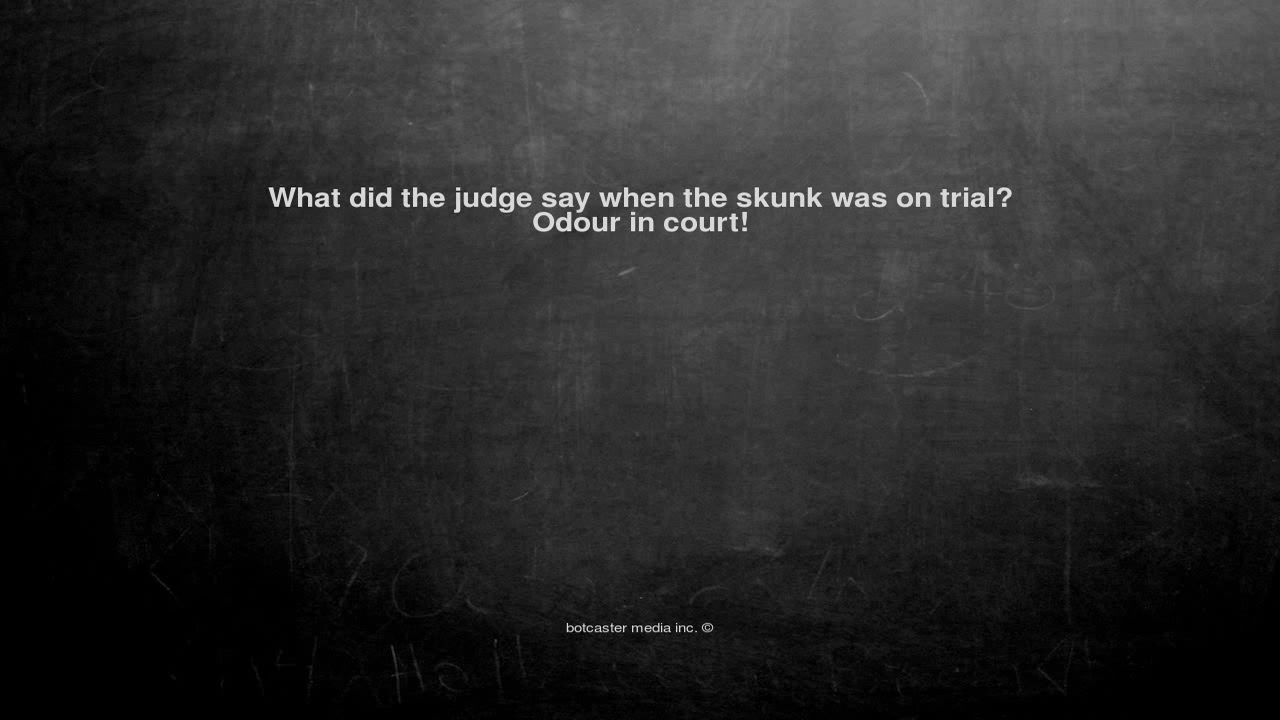 What did the judge say when the skunk was on trial?
Odour in court!
botcaster media inc. ©